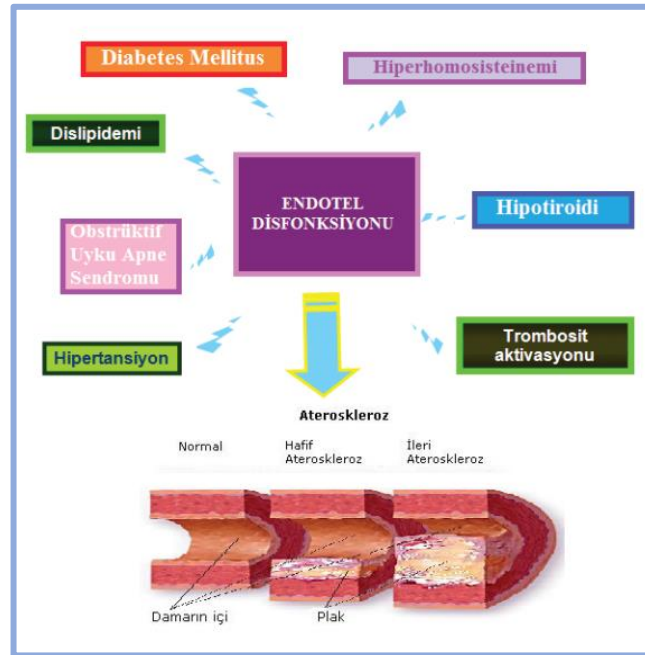 Diabetes Mellitus
Hiperhomosisteinemi
Dislipidemi
ENDOTEL
DİSFONKSİYONU
Hipotiroidi
Obstrüktif
Uyku Apne
Sendromu
Hipertansiyon
Trombosit
aktivasyonu
Ateroskleroz
Normal
Hafif
Ateroskleroz
İleri
Ateroskleroz
Damarın içi
Plak